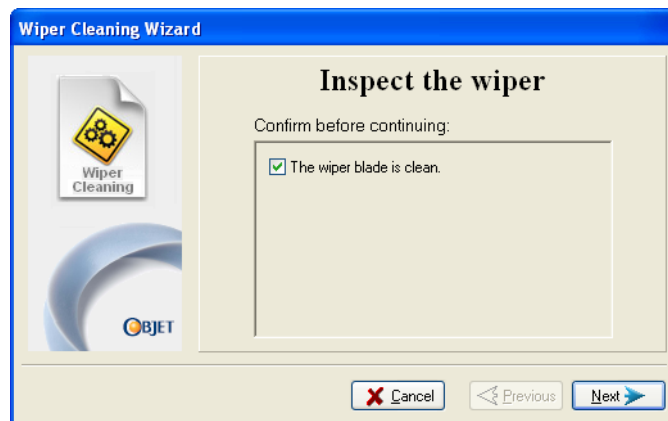 Wiper Cleaning Wizard
Inspect the wiper
Confirm before continuing:
The wiper blade is clean.
Wiper
Cleaning
OBJET
Cancel
Previous
Next